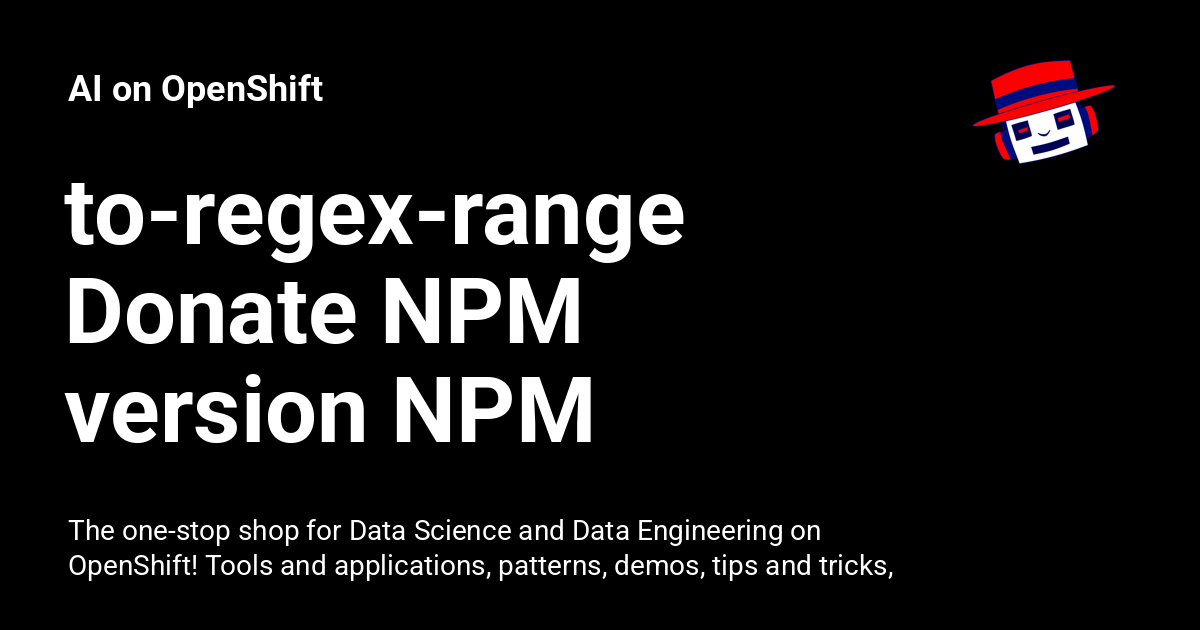 AI on OpenShift
to-regex-range
Donate NPM
version NPM
The one-stop shop for Data Science and Data Engineering on
OpenShift! Tools and applications, patterns, demos, tips and tricks,